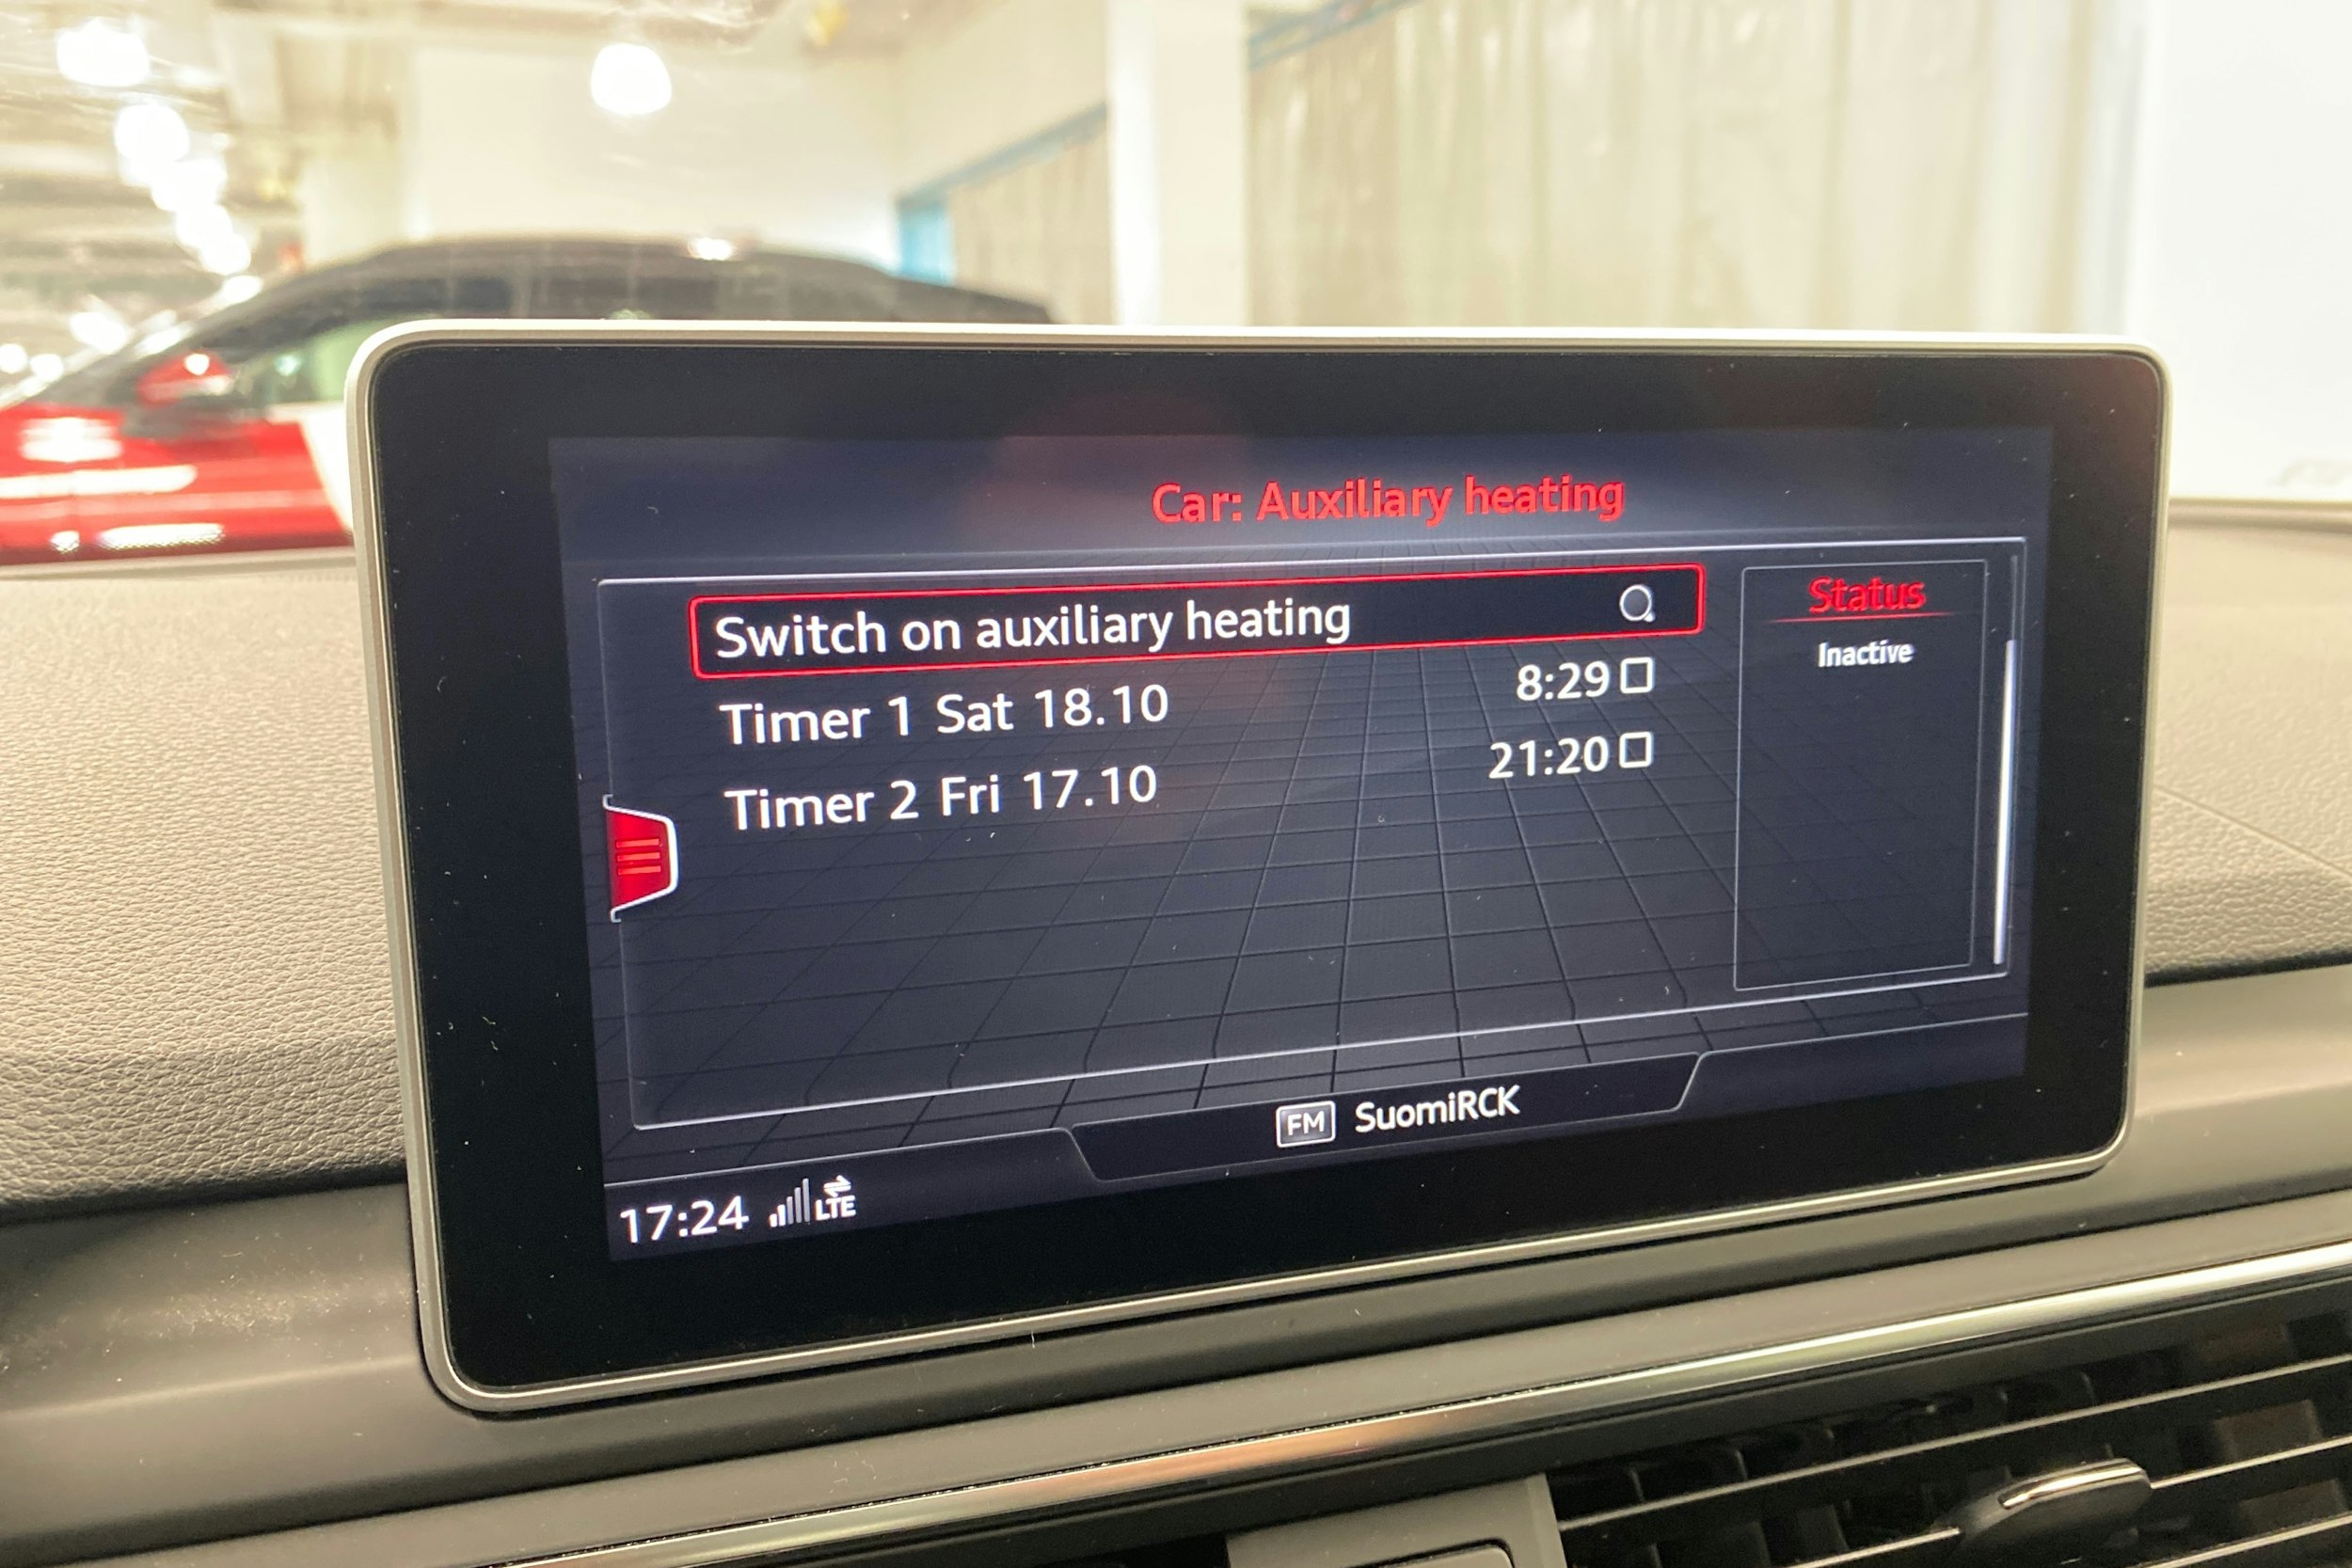 Car: Auxiliary heating
Switch on auxiliary heating
Timer 1 Sat 18.10 8:29
Timer 2 Fri 17.10 21:20
Status
Inactive
FM SuomiRCK
17:24 LTE